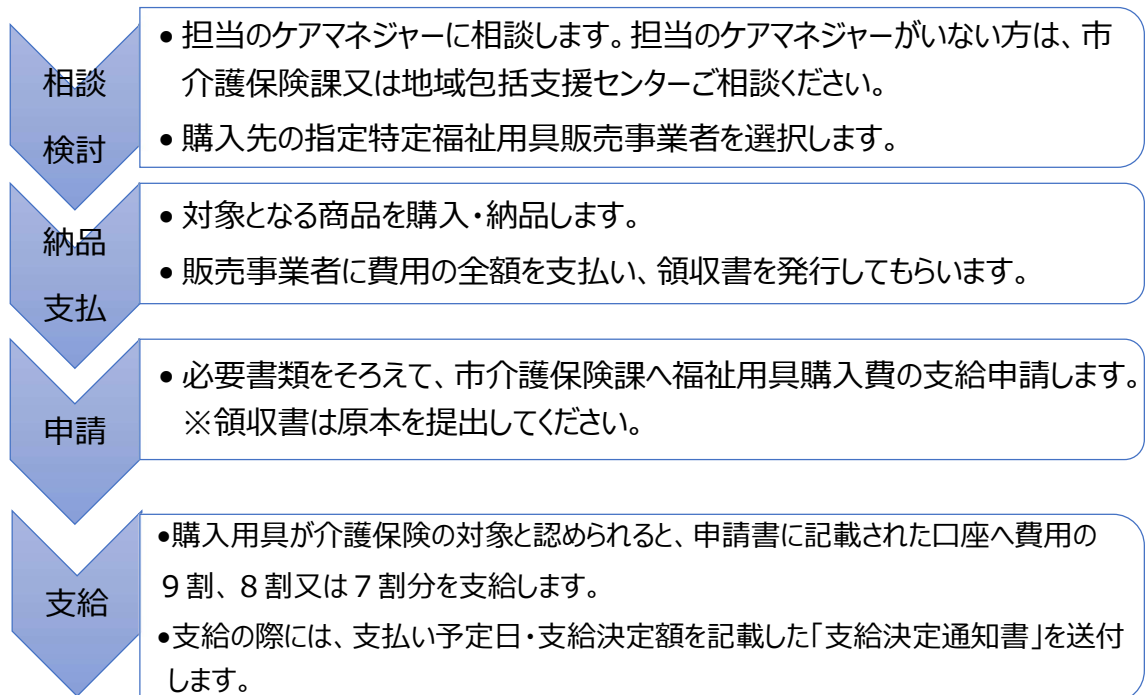 相談
検討
•担当のケアマネジャーに相談します。担当のケアマネジャーがいない方は、市
介護保険課又は地域包括支援センターご相談ください。
•購入先の指定特定福祉用具販売事業者を選択します。
納品
支払
•対象となる商品を購入・納品します。
•販売事業者に費用の全額を支払い、領収書を発行してもらいます。
申請
•必要書類をそろえて、市介護保険課へ福祉用具購入費の支給申請します。
※領収書は原本を提出してください。
支給
•購入用具が介護保険の対象と認められると、申請書に記載された口座へ費用の
９割、８割又は７割分を支給します。
•支給の際には、支払い予定日・支給決定額を記載した「支給決定通知書」を送付
します。